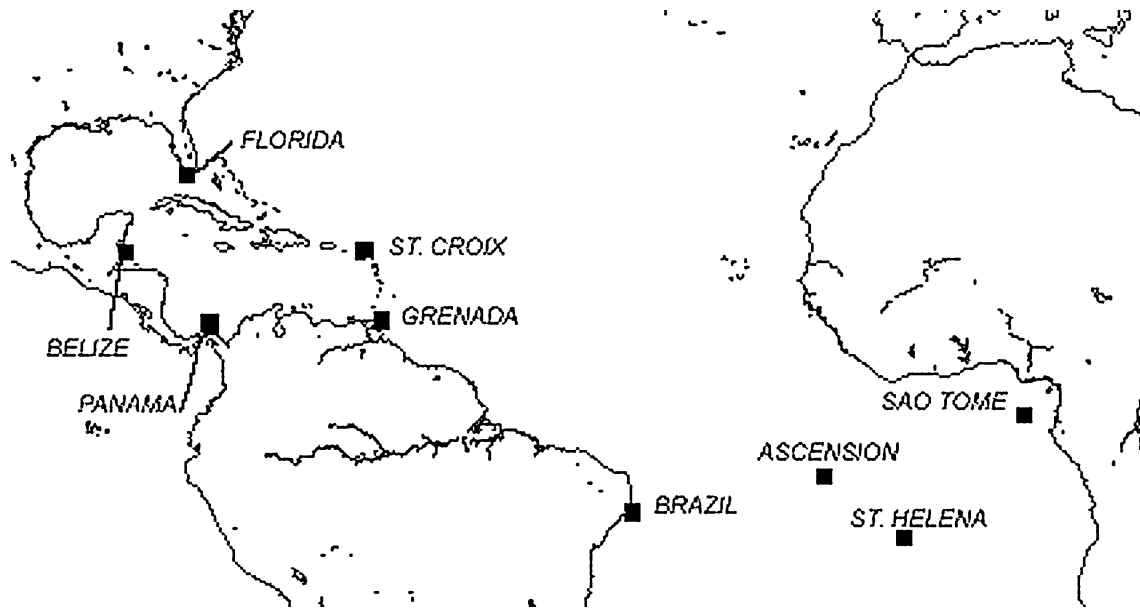 FLORIDA
ST. CROIX
GRENADA
BELIZE
PANAMA
SAO TOME
ASCENSION
BRAZIL
ST. HELENA